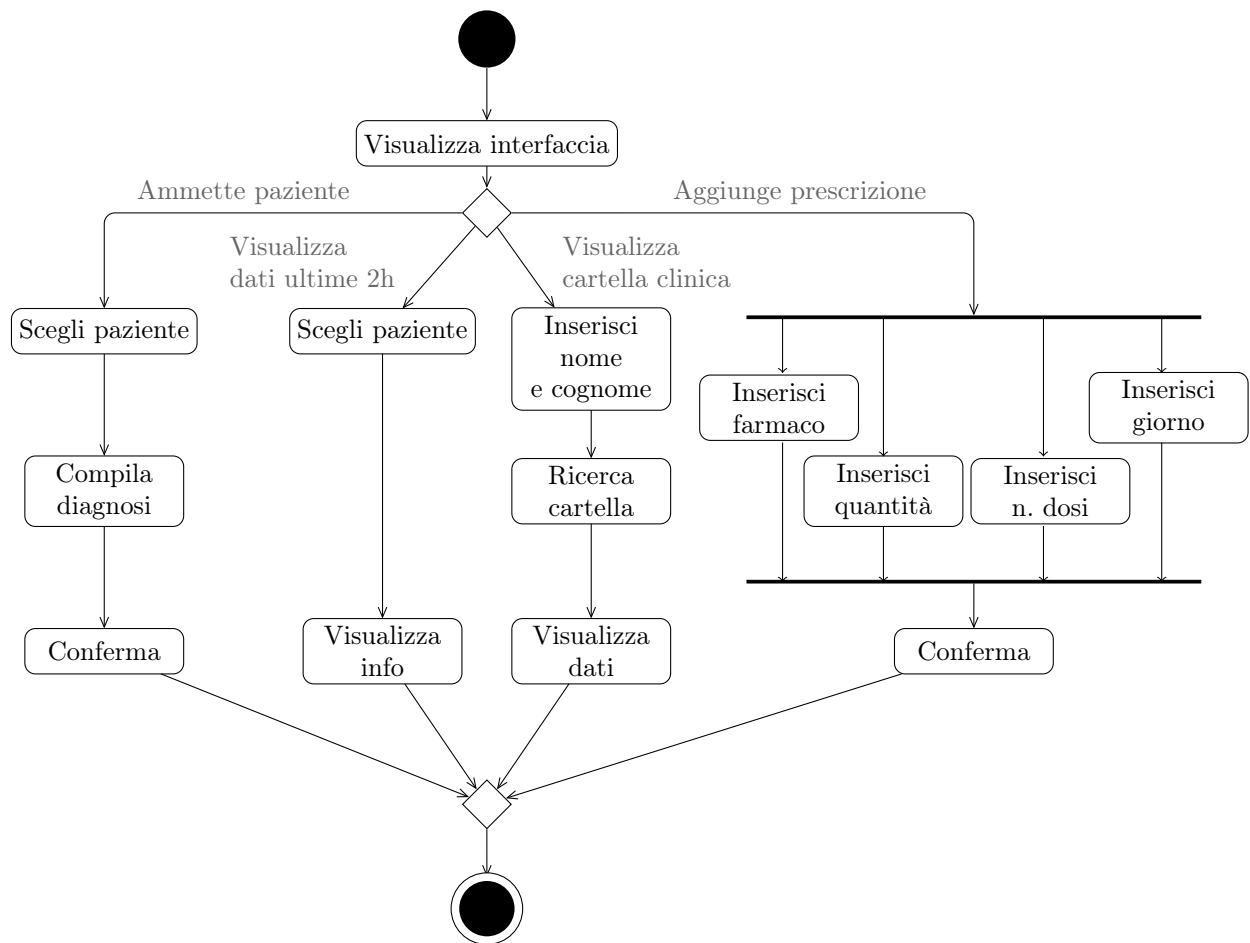 Visualizza interfaccia
Ammette paziente
Aggiunge prescrizione
Visualizza
dati ultime 2h
Visualizza
cartella clinica
Scegli paziente
Scegli paziente
Inserisci
nome
e cognome
Inserisci
farmaco
Inserisci
giorno
Compila
diagnosi
Ricerca
cartella
Inserisci
quantità
Inserisci
n. dosi
Conferma
Visualizza
info
Visualizza
dati
Conferma